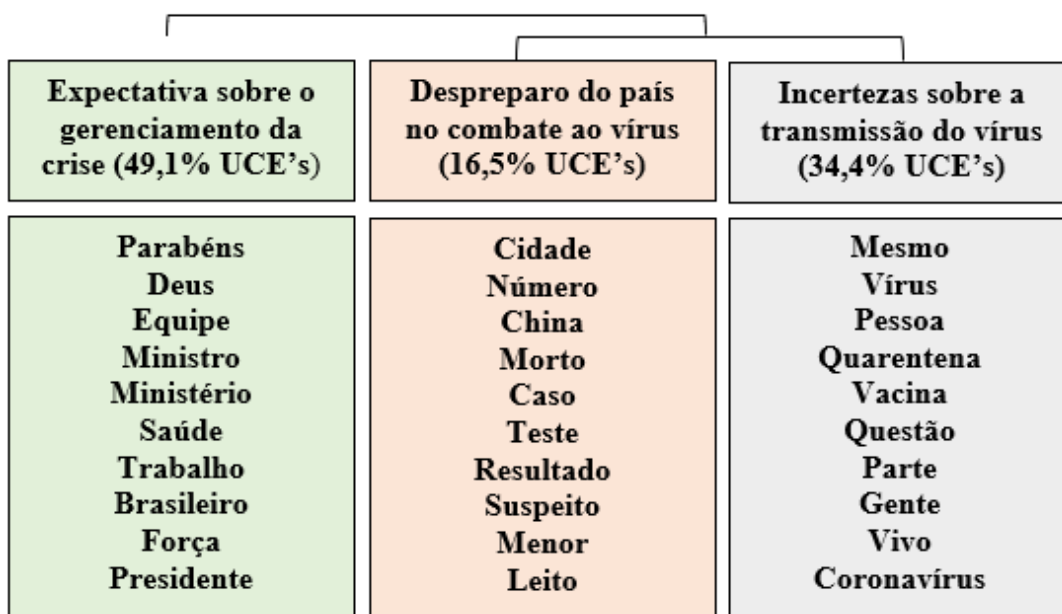 Expectativa sobre o
gerenciamento da
crise (49,1% UCE’s)
Parabéns
Deus
Equipe
Ministro
Ministério
Saúde
Trabalho
Brasileiro
Força
Presidente
Despreparo do país
no combate ao vírus
(16,5% UCE’s)
Cidade
Número
China
Morto
Caso
Teste
Resultado
Suspeito
Menor
Leito
Incertezas sobre a
transmissão do vírus
(34,4% UCE’s)
Mesmo
Vírus
Pessoa
Quarentena
Vacina
Questão
Parte
Gente
Vivo
Coronavírus